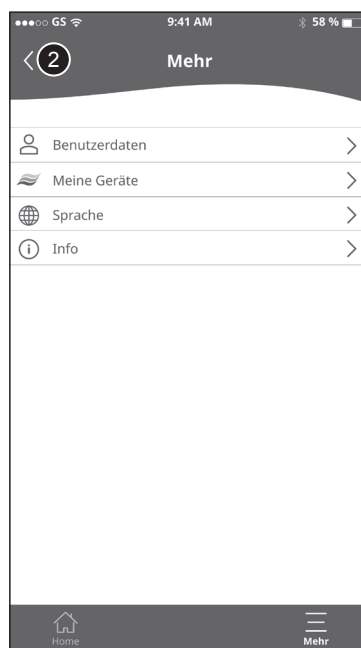 GS 9:41 AM 58 %
2 Mehr
Benutzerdaten
Meine Geräte
Sprache
Info
Home Mehr